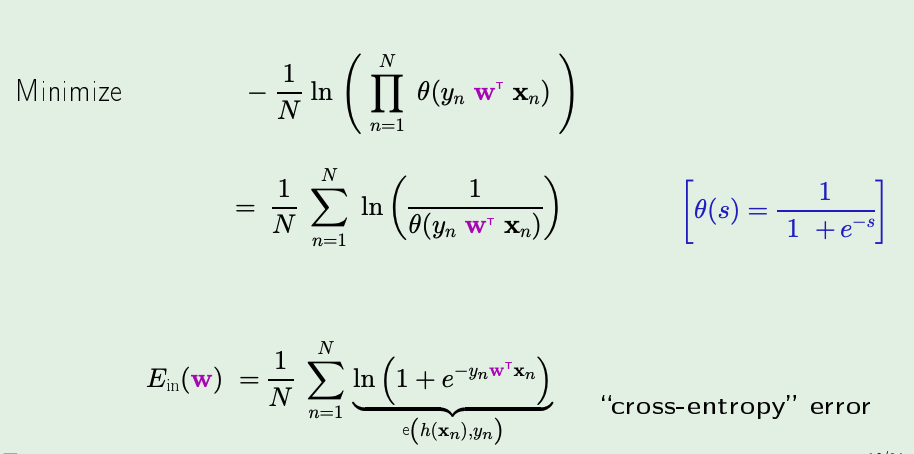 Minimize − 1/N ln ( ∏_{n=1}^{N} θ(y_n w^T x_n) )
= 1/N ∑_{n=1}^{N} ln ( 1 / θ(y_n w^T x_n) ) [ θ(s) = 1 / (1 + e^{−s}) ]
E_in(w) = 1/N ∑_{n=1}^{N} ln ( 1 + e^{−y_n w^T x_n} )
e( h(x_n), y_n )
“cross-entropy” error